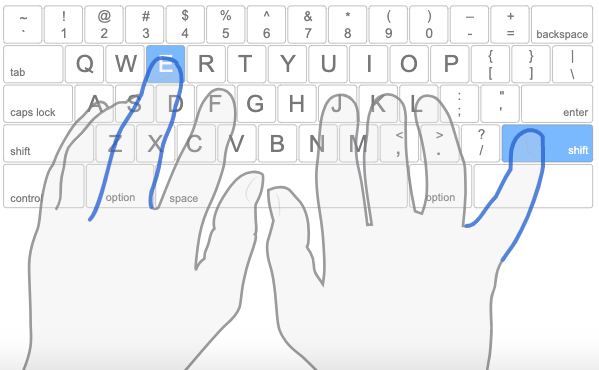 ~ ! @ # $ % ^ & * ( ) – +
` 1 2 3 4 5 6 7 8 9 0 - = backspace
tab Q W E R T Y U I O P { [ } ] | \
caps lock A S D F G H J K L : ; " ' enter
shift Z X C V B N M < , > . ? / shift
contro option space option